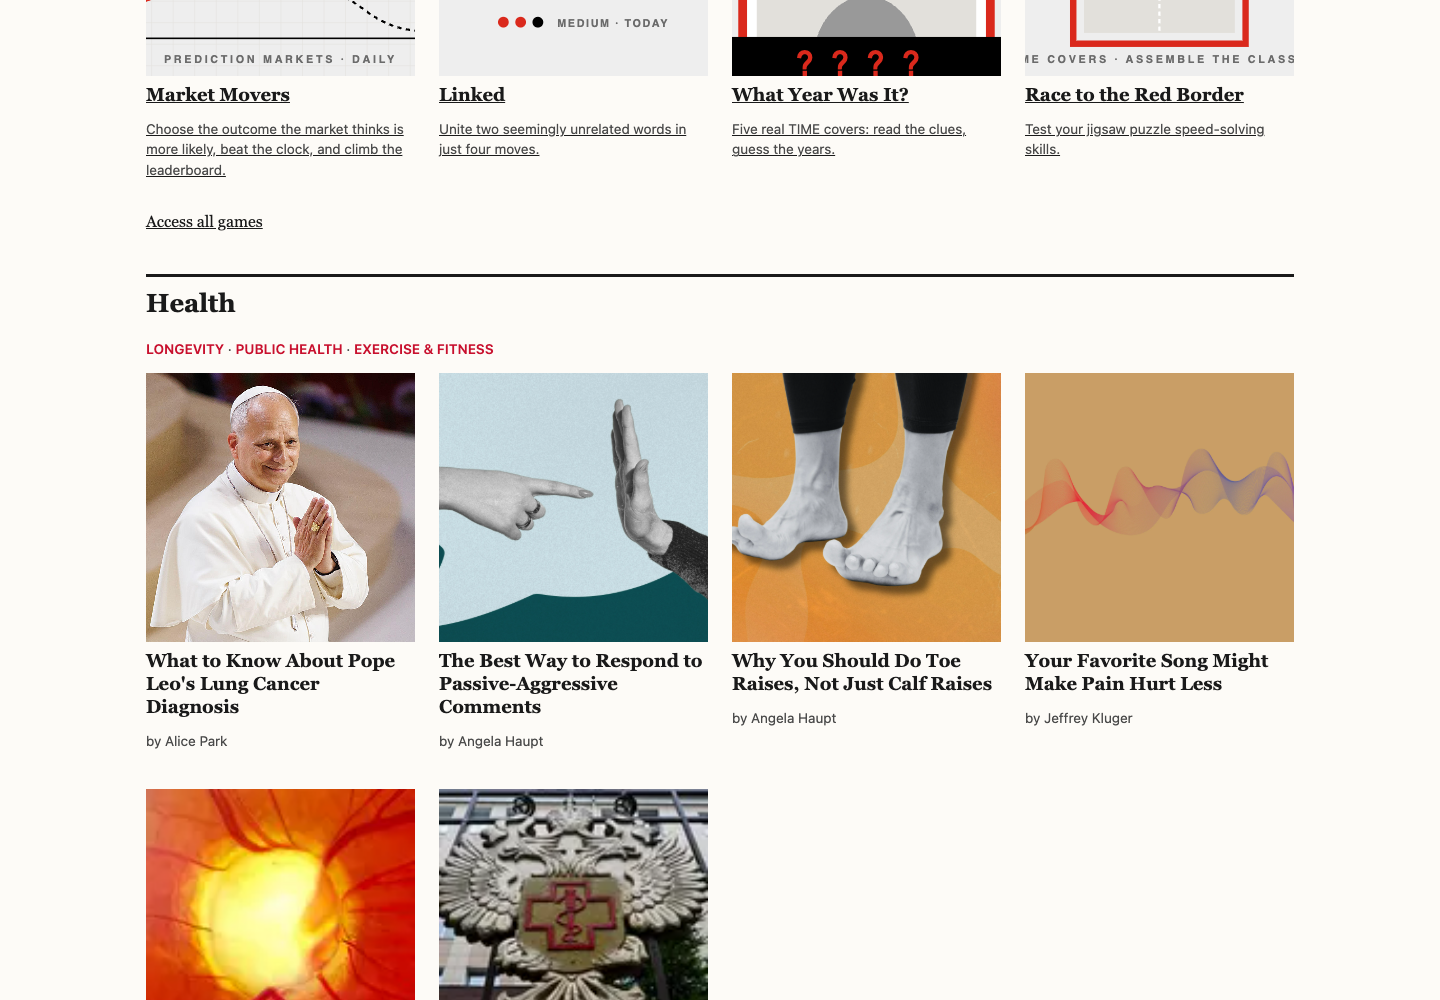 PREDICTION MARKETS · DAILY
MEDIUM · TODAY
? ? ? ?
COVERS · ASSEMBLE THE CLASS
Market Movers
Choose the outcome the market thinks is
more likely, beat the clock, and climb the
leaderboard.
Linked
Unite two seemingly unrelated words in
just four moves.
What Year Was It?
Five real TIME covers: read the clues,
guess the years.
Race to the Red Border
Test your jigsaw puzzle speed-solving
skills.
Access all games
Health
LONGEVITY · PUBLIC HEALTH · EXERCISE & FITNESS
What to Know About Pope
Leo's Lung Cancer
Diagnosis
by Alice Park
The Best Way to Respond to
Passive-Aggressive
Comments
by Angela Haupt
Why You Should Do Toe
Raises, Not Just Calf Raises
by Angela Haupt
Your Favorite Song Might
Make Pain Hurt Less
by Jeffrey Kluger